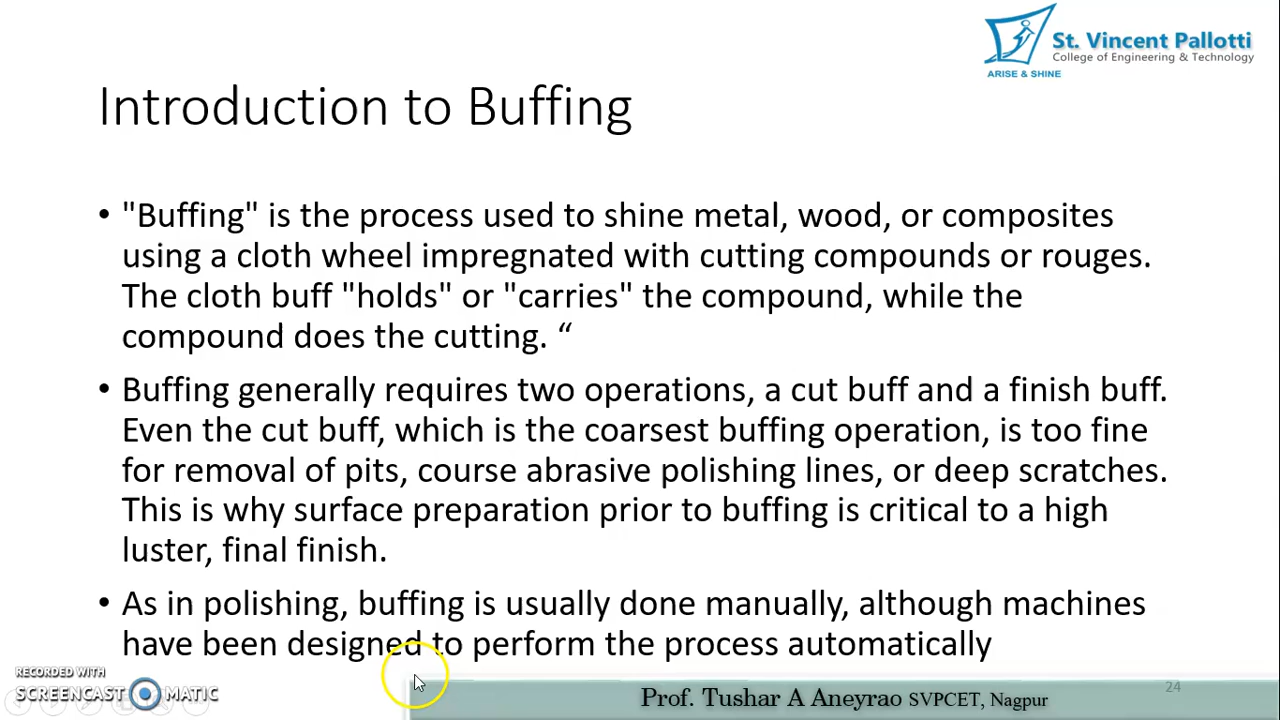 St. Vincent Pallotti
College of Engineering & Technology
ARISE & SHINE
Introduction to Buffing
• "Buffing" is the process used to shine metal, wood, or composites
using a cloth wheel impregnated with cutting compounds or rouges.
The cloth buff "holds" or "carries" the compound, while the
compound does the cutting. “
• Buffing generally requires two operations, a cut buff and a finish buff.
Even the cut buff, which is the coarsest buffing operation, is too fine
for removal of pits, course abrasive polishing lines, or deep scratches.
This is why surface preparation prior to buffing is critical to a high
luster, final finish.
• As in polishing, buffing is usually done manually, although machines
have been designed to perform the process automatically
RECORDED WITH
SCREENCAST MATIC
Prof. Tushar A Aneyrao SVPCET, Nagpur
24